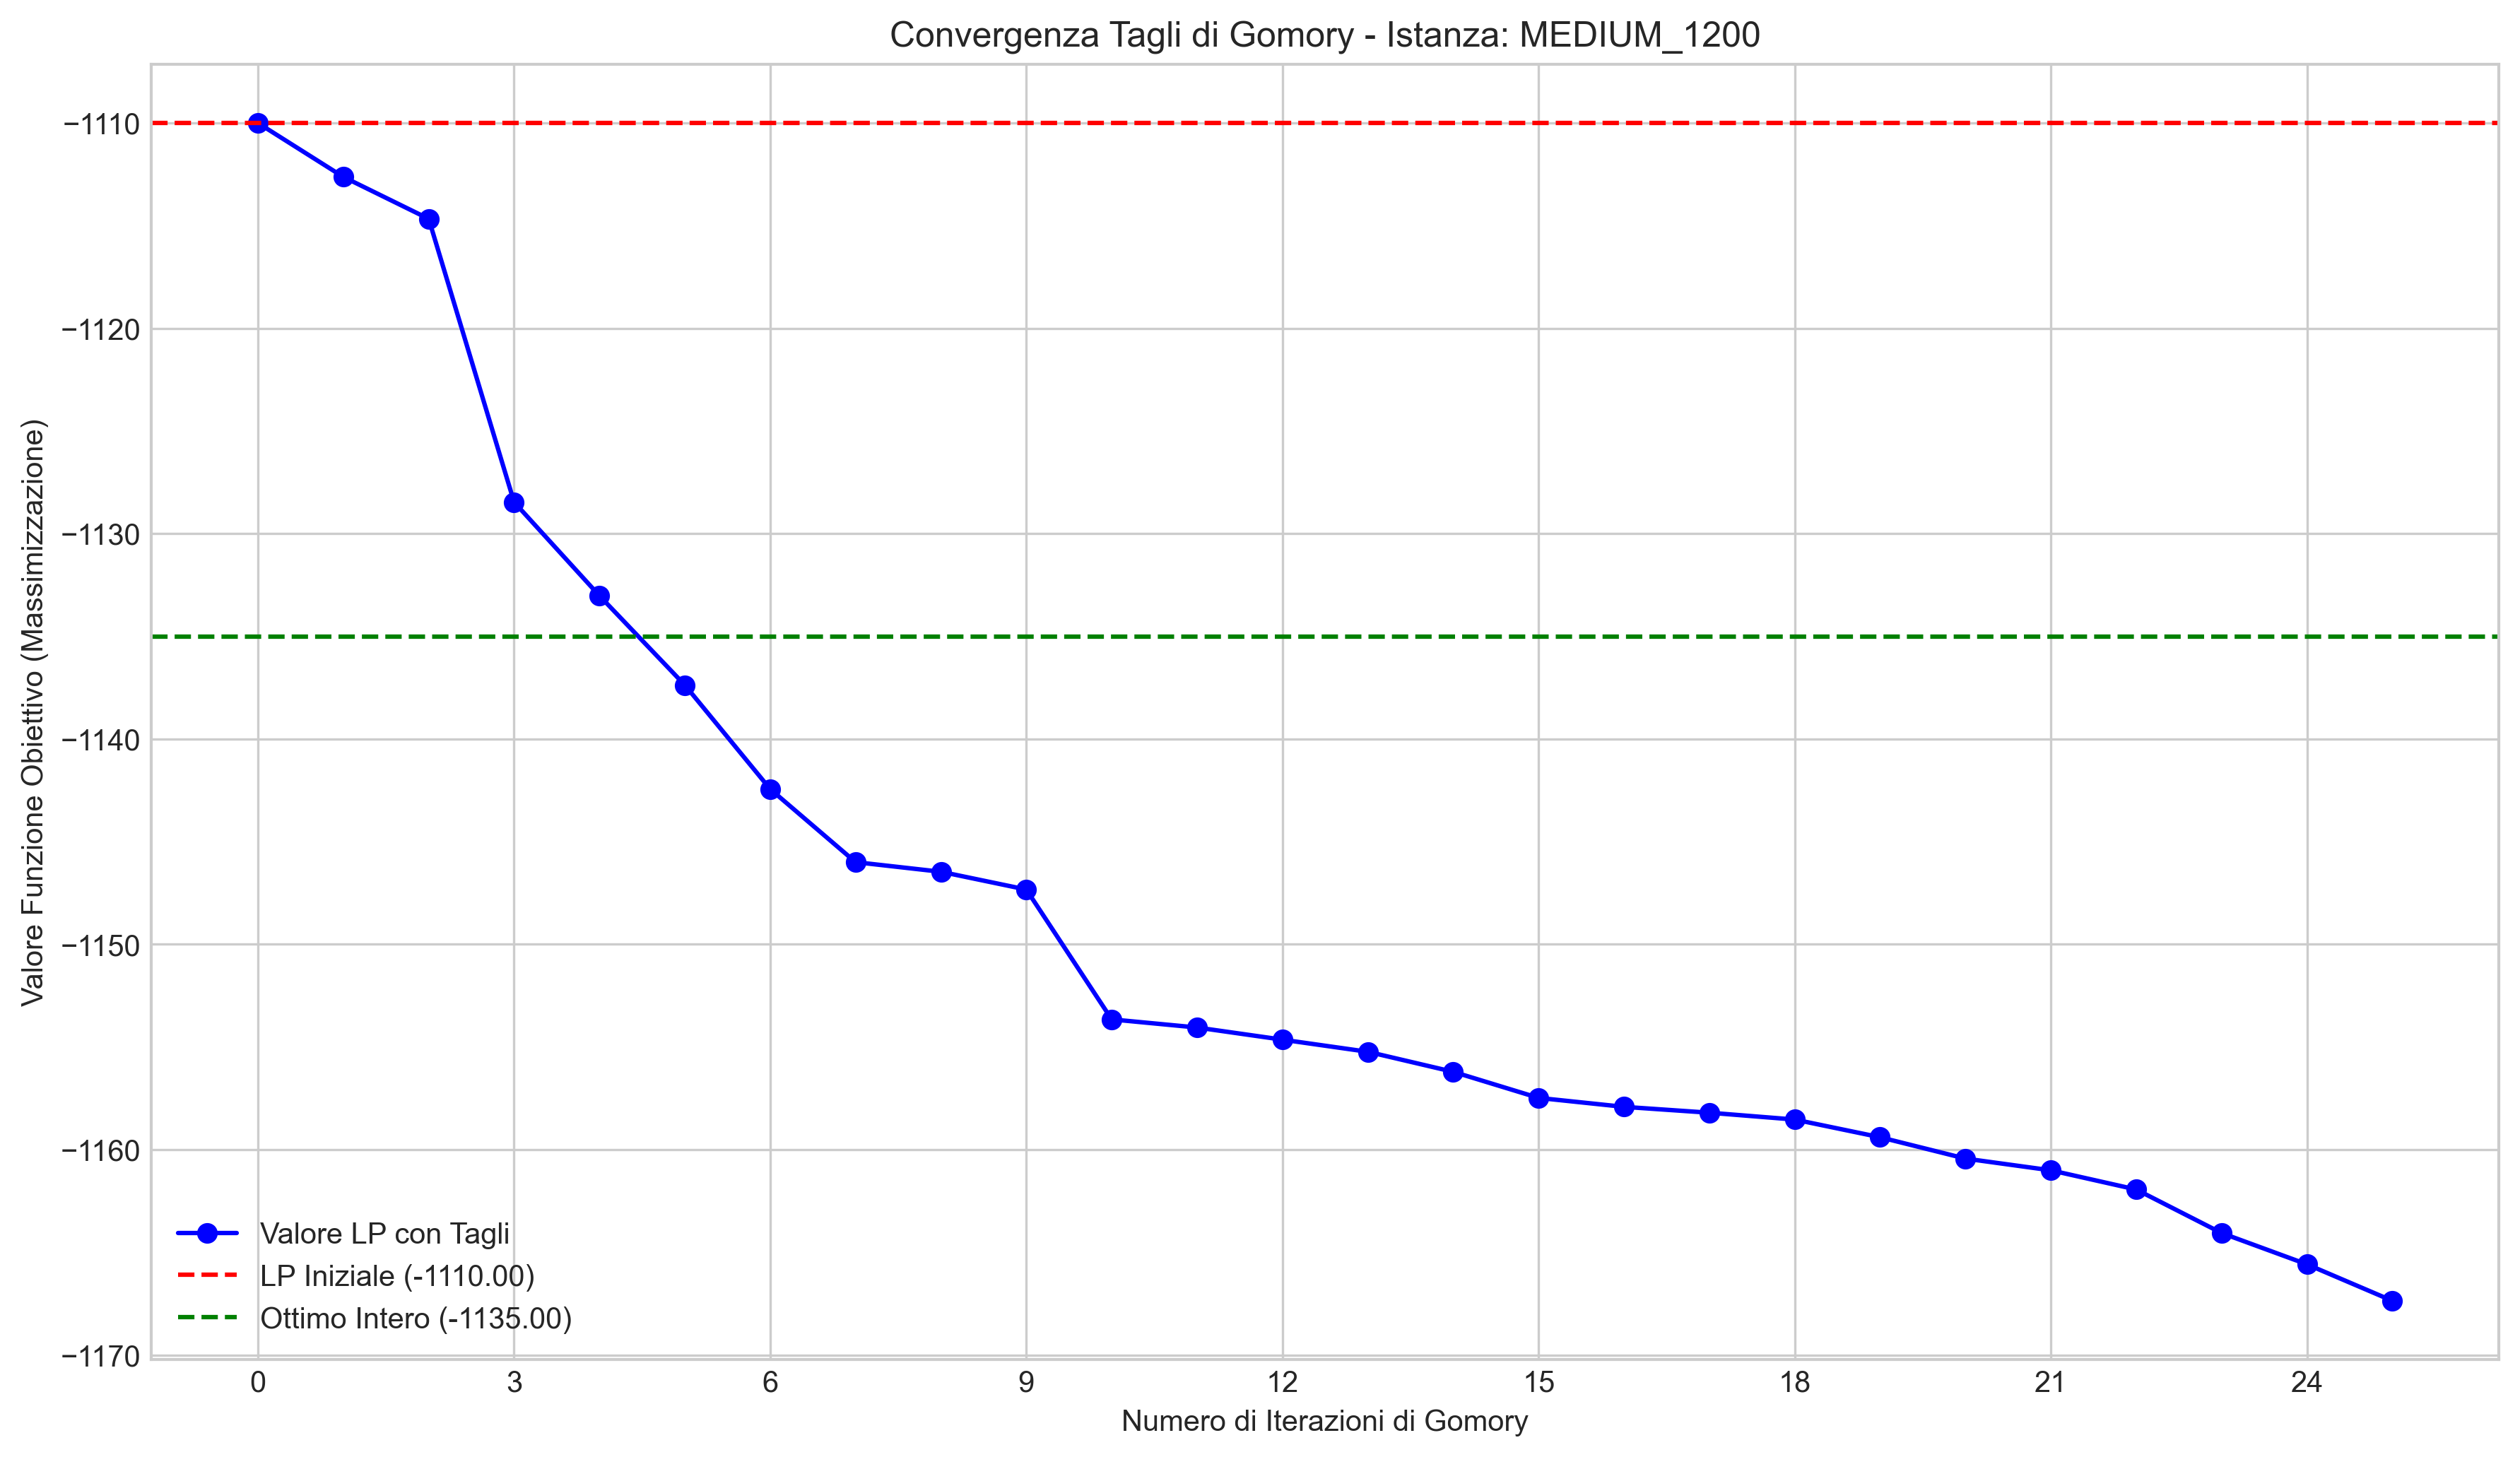 Convergenza Tagli di Gomory - Istanza: MEDIUM_1200
Valore Funzione Obiettivo (Massimizzazione)
−1110
−1120
−1130
−1140
−1150
−1160
−1170
Valore LP con Tagli
LP Iniziale (-1110.00)
Ottimo Intero (-1135.00)
0 3 6 9 12 15 18 21 24
Numero di Iterazioni di Gomory